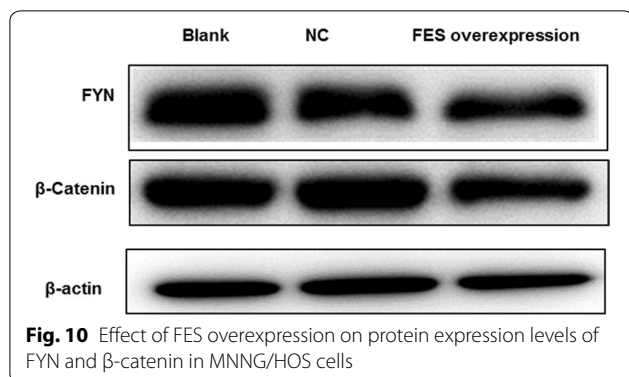 Blank NC FES overexpression
FYN
β-Catenin
β-actin
Fig. 10 Effect of FES overexpression on protein expression levels of
FYN and β-catenin in MNNG/HOS cells